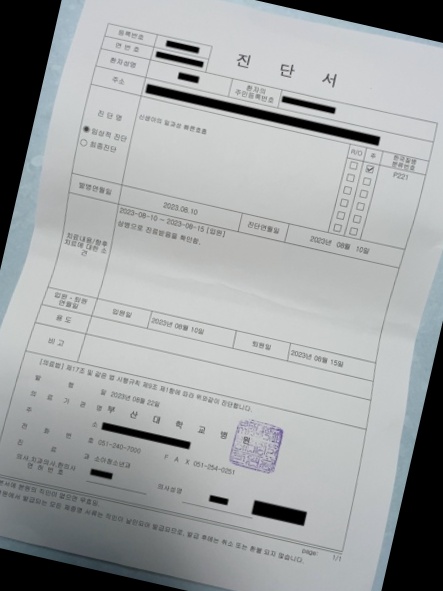 진 단 서
등록번호
연 번 호
환자성명
환자의
주민등록번호
주소
진 단 명
● 임상적 진단
○ 최종진단
신생아의 일과성 빠른호흡
R/O 주 한국질병
분류번호
P221
발병연월일 2023.08.10 진단연월일 2023년 08월 10일
치료내용/향후
치료에 대한 소
견
2023-08-10 ~ 2023-08-15 [입원]
상병으로 진료받음을 확인함,
입원ㆍ퇴원
연월일
입원일 2023년 08월 10일 퇴원일 2023년 08월 15일
용 도
비 고
[의료법] 제17조 및 같은 법 시행규칙 제9조 제1항에 따라 위와같이 진단합니다.
발 행 일 2023년 08월 22일
의 료 기 관 명 부 산 대 학 교 병 원
주 소
전 화 번 호 051-240-7000 F A X 051-254-0251
진 료 과 소아청소년과
의사,치과의사,한의사
면 허 번 호
의사성명
page: 1/1